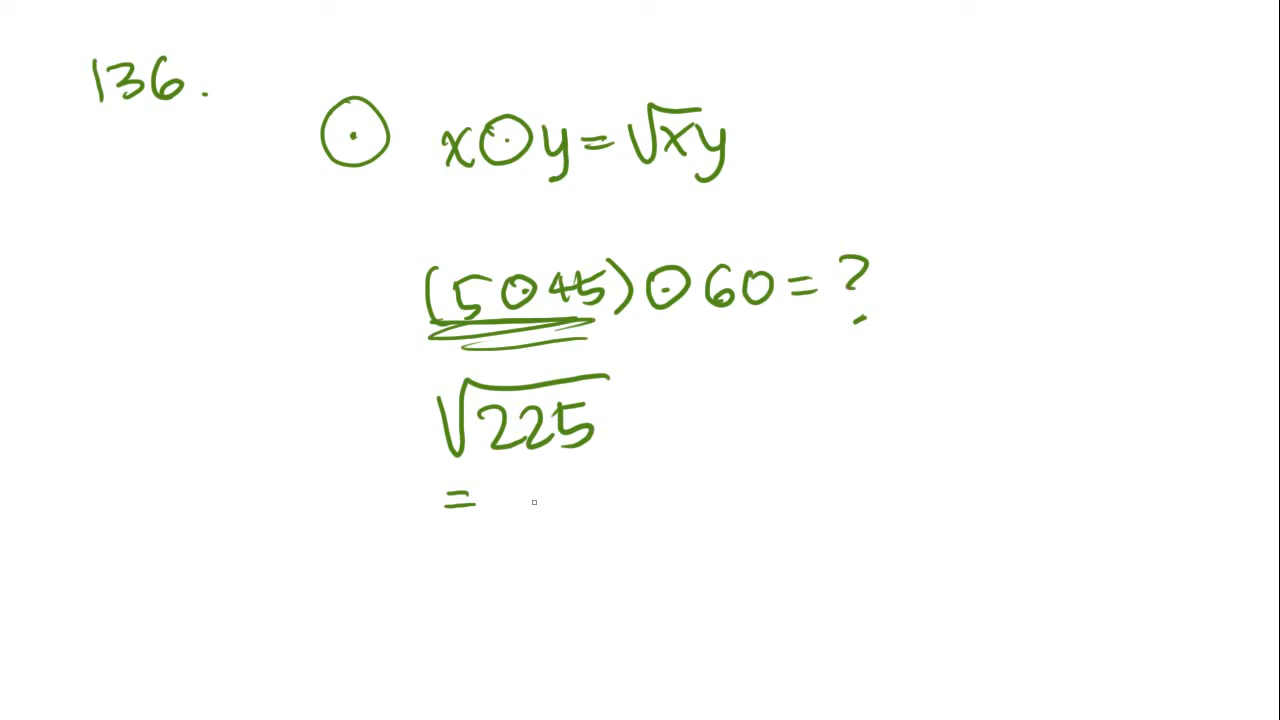 136.
⊙ x⊙y=√xy
(5⊙45)⊙60=?
√225
=